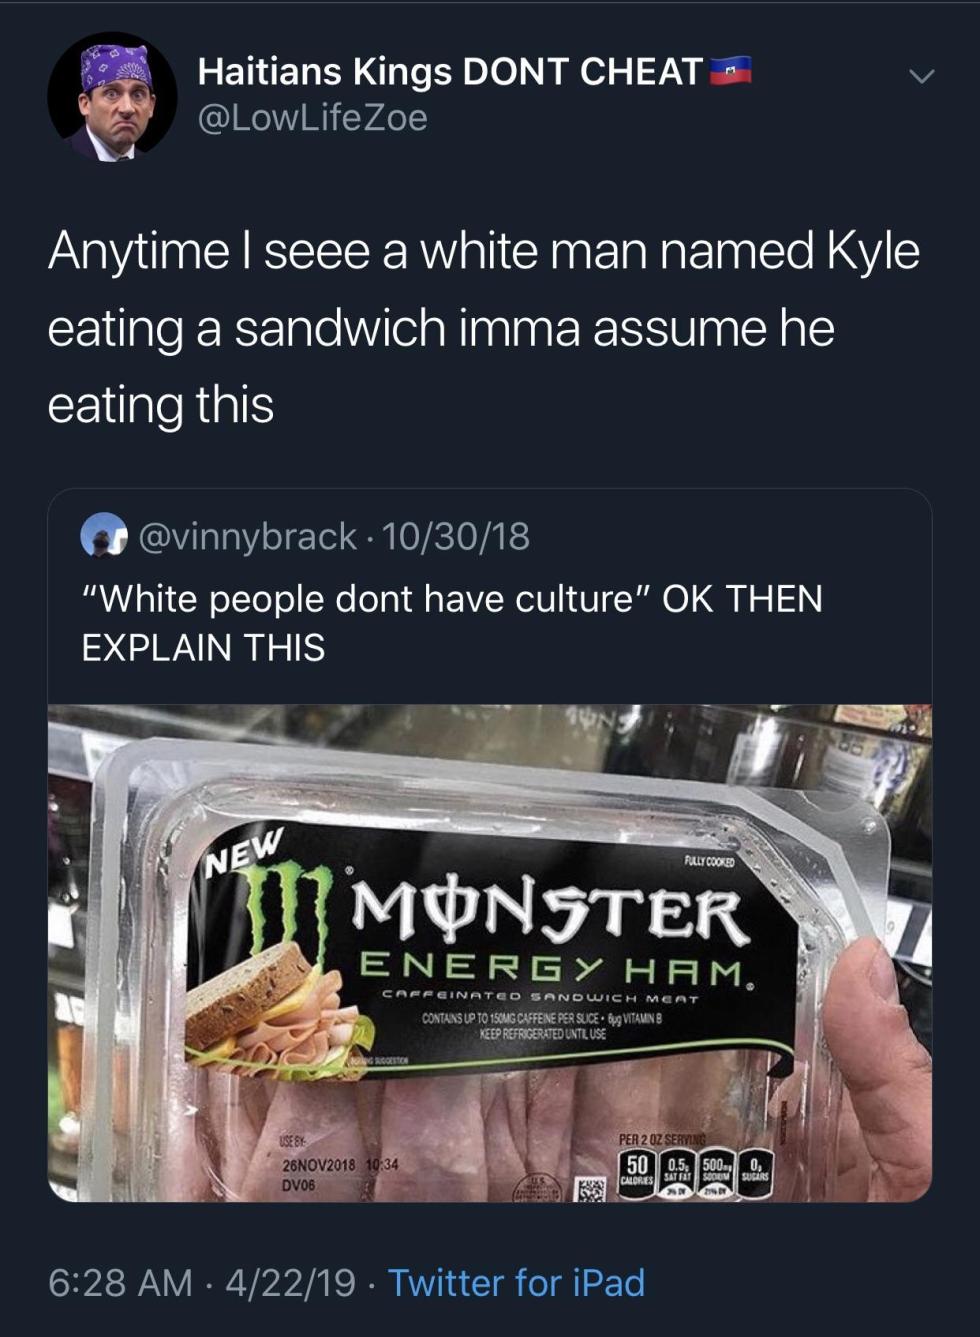 Haitians Kings DONT CHEAT🇭🇹
@LowLifeZoe
Anytime I seee a white man named Kyle
eating a sandwich imma assume he
eating this
@vinnybrack · 10/30/18
“White people dont have culture” OK THEN
EXPLAIN THIS
NEW
FULLY COOKED
MONSTER
ENERGY HAM
CAFFEINATED SANDWICH MEAT
CONTAINS UP TO 150MG CAFFEINE PER SLICE • 6µg VITAMIN B
KEEP REFRIGERATED UNTIL USE
SUGGESTION
USE BY-
26NOV2018 10:34
DV06
PER 2 OZ SERVING
50 0.5g 500mg 0g
CALORIES SAT FAT SODIUM SUGARS
6:28 AM · 4/22/19 · Twitter for iPad